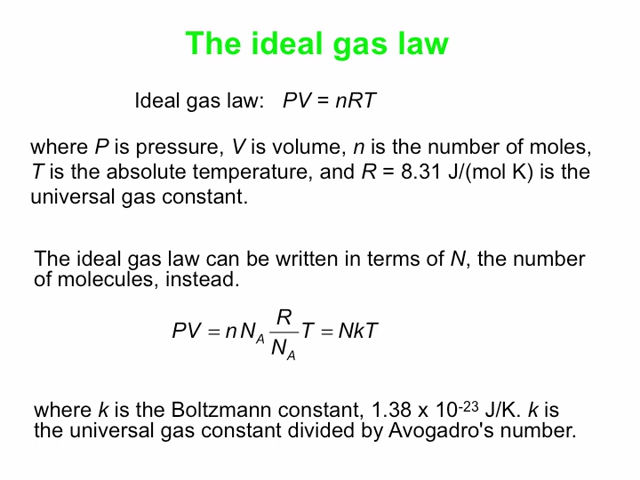 The ideal gas law
Ideal gas law: PV = nRT
where P is pressure, V is volume, n is the number of moles,
T is the absolute temperature, and R = 8.31 J/(mol K) is the
universal gas constant.
The ideal gas law can be written in terms of N, the number
of molecules, instead.
PV = n N_A R/N_A T = NkT
where k is the Boltzmann constant, 1.38 x 10⁻²³ J/K. k is
the universal gas constant divided by Avogadro's number.